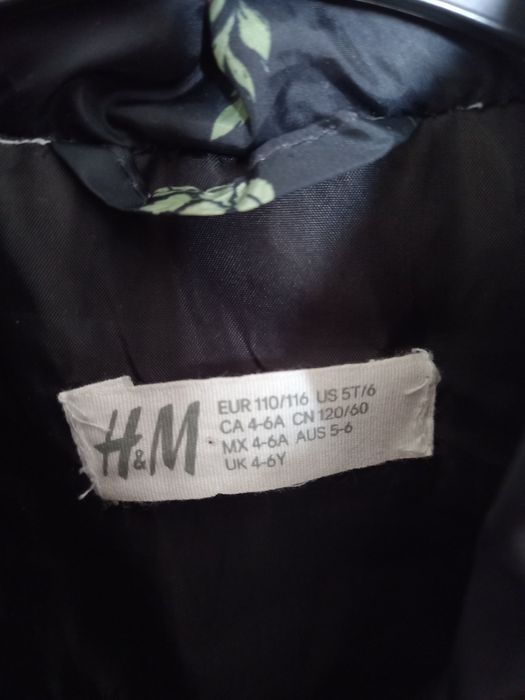 H&M
EUR 110/116 US 5T/6
CA 4-6A CN 120/60
MX 4-6A AUS 5-6
UK 4-6Y